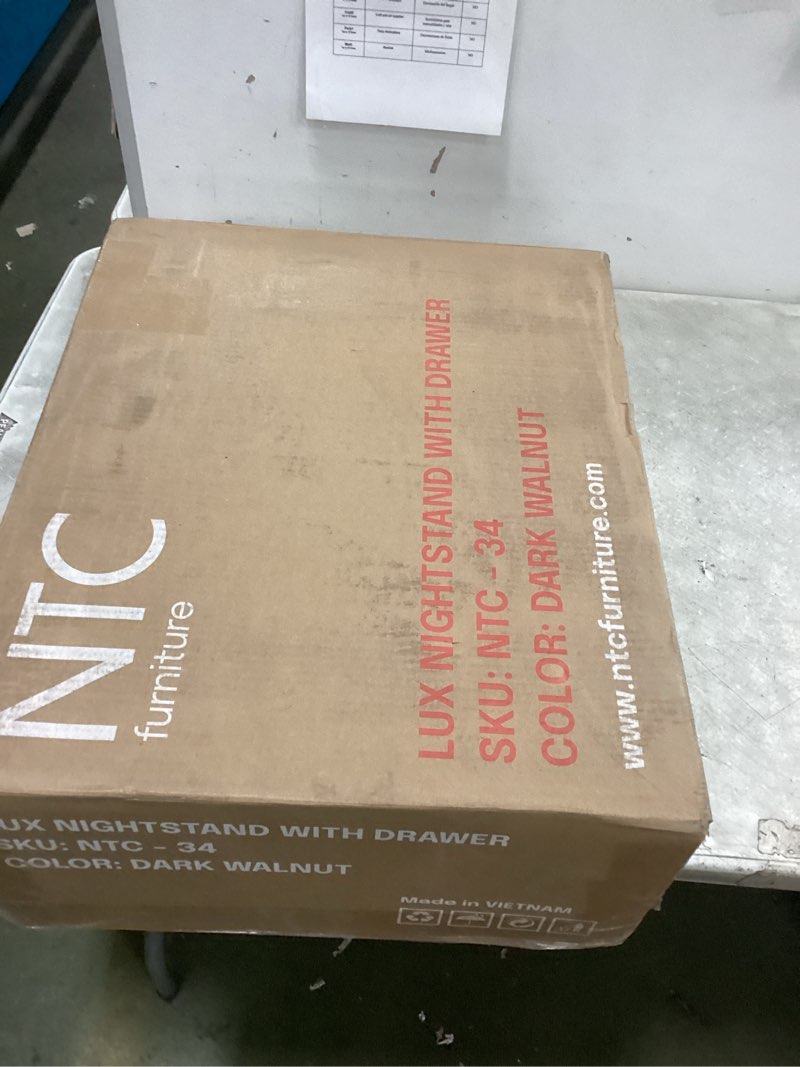 NTC
furniture
LUX NIGHTSTAND WITH DRAWER
SKU: NTC - 34
COLOR: DARK WALNUT
www.ntcfurniture.com
UX NIGHTSTAND WITH DRAWER
SKU: NTC - 34
COLOR: DARK WALNUT
Made in VIETNAM